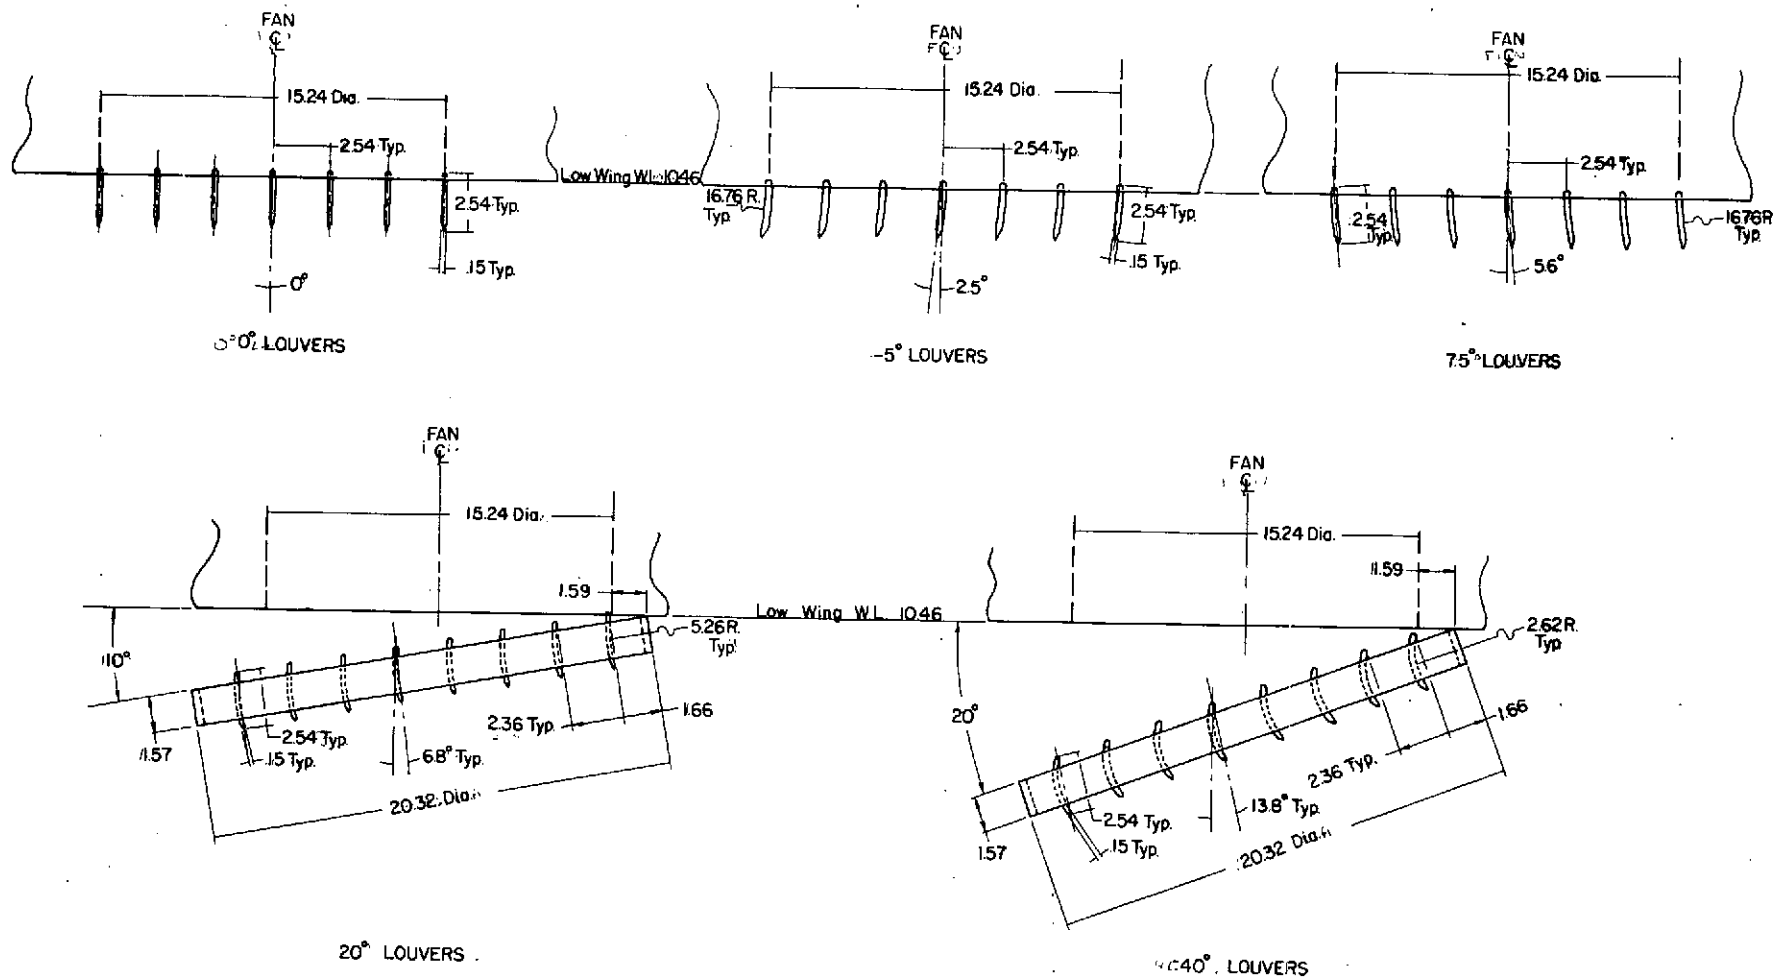 FAN
℄
15.24 Dia.
2.54 Typ.
2.54 Typ.
.15 Typ.
0°
0° LOUVERS
Low Wing WL 10.46
FAN
℄
15.24 Dia.
2.54 Typ.
16.76 R.
Typ.
2.54 Typ.
.15 Typ.
2.5°
-5° LOUVERS
FAN
℄
15.24 Dia.
2.54 Typ.
2.54
Typ.
16.76 R
Typ.
5.6°
7.5° LOUVERS
FAN
℄
15.24 Dia.
1.59
5.26 R.
Typ.
10°
1.57
2.54 Typ.
.15 Typ.
6.8° Typ.
2.36 Typ.
1.66
20.32 Dia.
20° LOUVERS
Low Wing W.L. 10.46
FAN
℄
15.24 Dia.
1.59
2.62 R.
Typ.
20°
1.57
2.54 Typ.
.15 Typ.
13.8° Typ.
2.36 Typ.
1.66
20.32 Dia.
40° LOUVERS